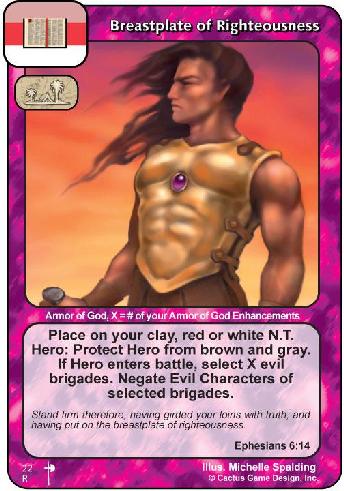 Breastplate of Righteousness
Armor of God, X = # of your Armor of God Enhancements
Place on your clay, red or white N.T.
Hero: Protect Hero from brown and gray.
If Hero enters battle, select X evil
brigades. Negate Evil Characters of
selected brigades.
Stand firm therefore, having girded your loins with truth, and
having put on the breastplate of righteousness.
Ephesians 6:14
22
R
Illus. Michelle Spalding
© Cactus Game Design, Inc.